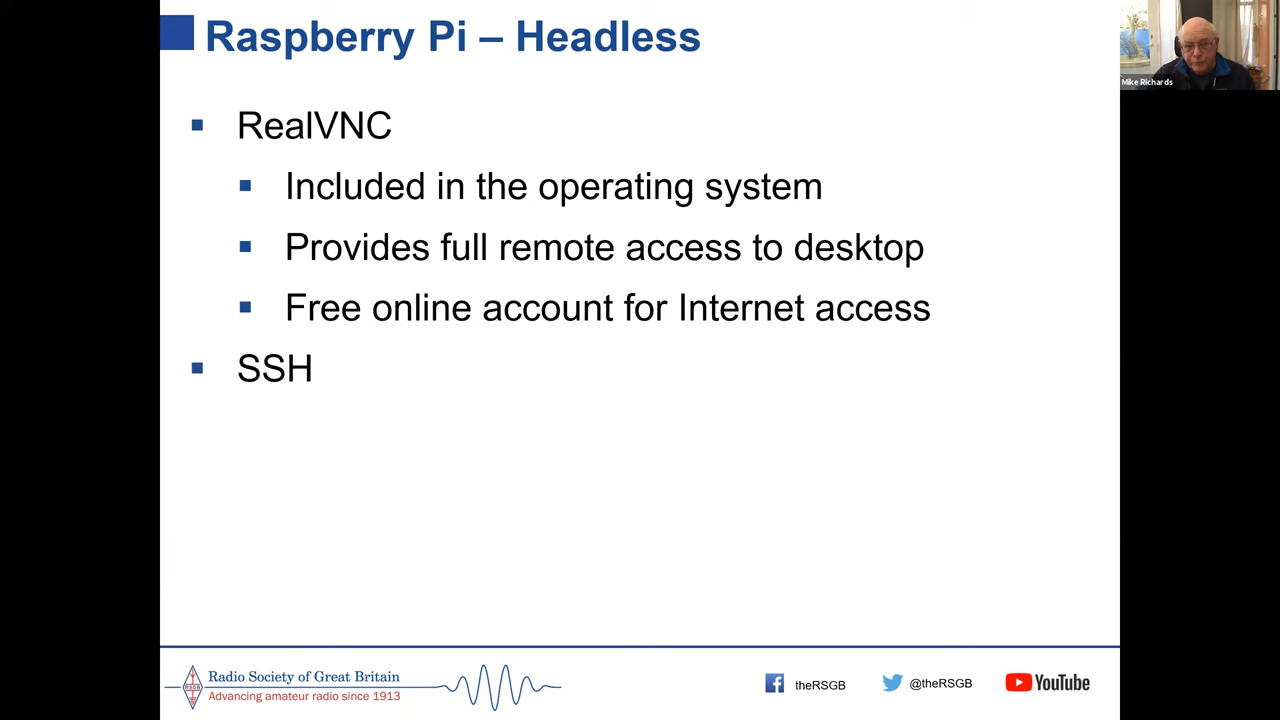 Raspberry Pi – Headless
Mike Richards
RealVNC
Included in the operating system
Provides full remote access to desktop
Free online account for Internet access
SSH
RSGB
Radio Society of Great Britain
Advancing amateur radio since 1913
theRSGB
@theRSGB
YouTube